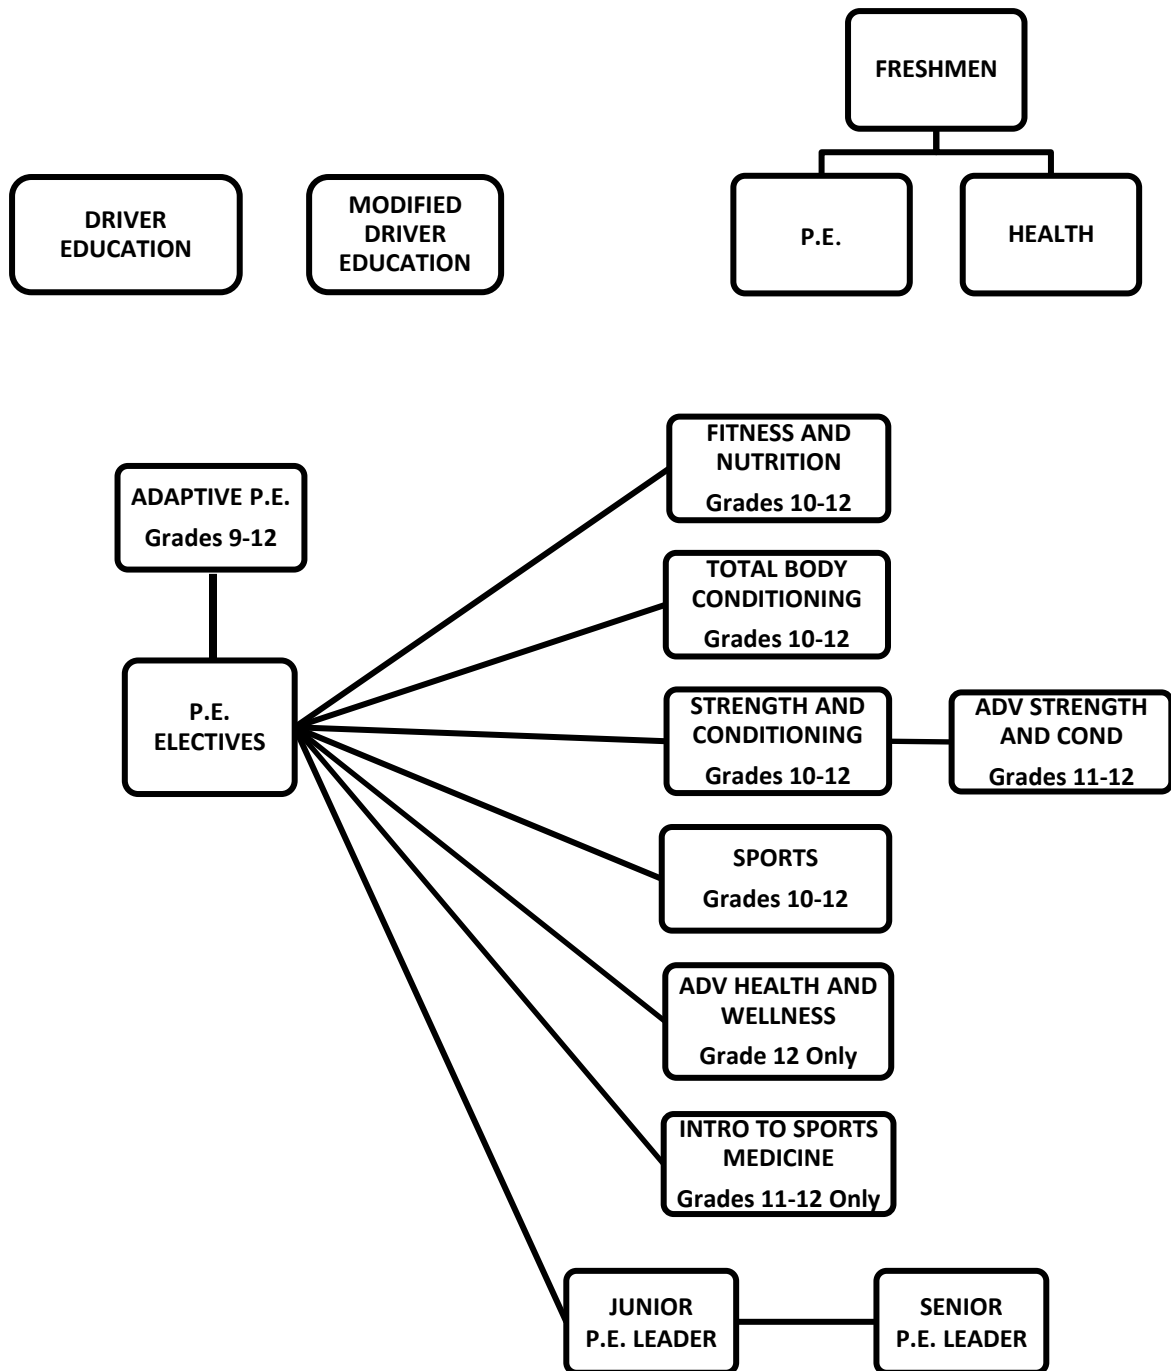 FRESHMEN
DRIVER
EDUCATION
MODIFIED
DRIVER
EDUCATION
P.E.
HEALTH
ADAPTIVE P.E.
Grades 9-12
P.E.
ELECTIVES
FITNESS AND
NUTRITION
Grades 10-12
TOTAL BODY
CONDITIONING
Grades 10-12
STRENGTH AND
CONDITIONING
Grades 10-12
ADV STRENGTH
AND COND
Grades 11-12
SPORTS
Grades 10-12
ADV HEALTH AND
WELLNESS
Grade 12 Only
INTRO TO SPORTS
MEDICINE
Grades 11-12 Only
JUNIOR
P.E. LEADER
SENIOR
P.E. LEADER